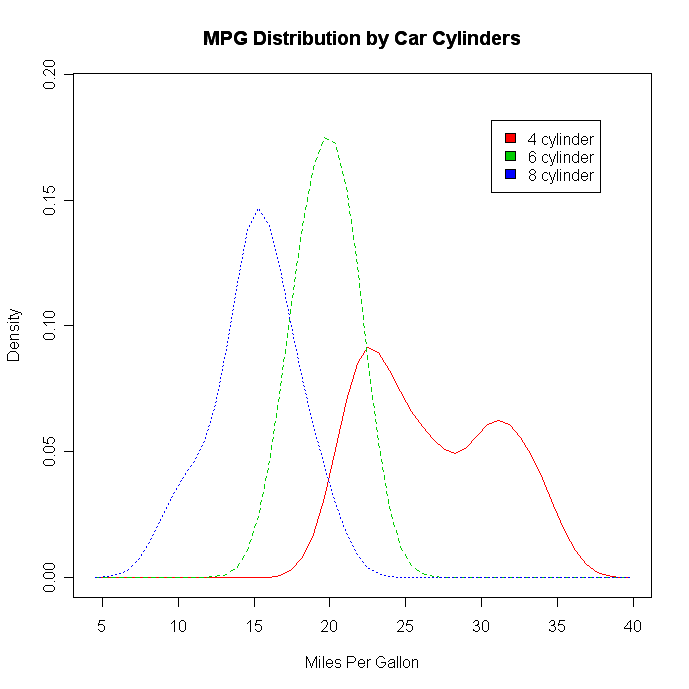 MPG Distribution by Car Cylinders
0.20
0.15
0.10
0.05
0.00
Density
4 cylinder
6 cylinder
8 cylinder
5 10 15 20 25 30 35 40
Miles Per Gallon